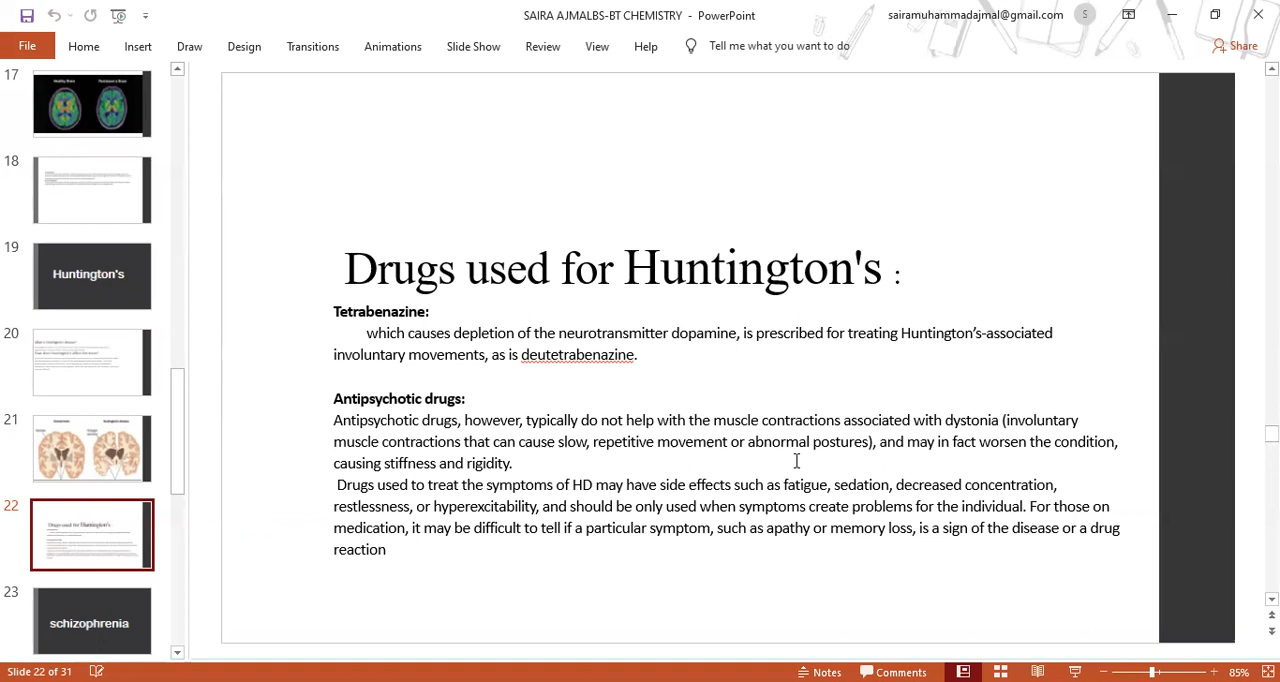 SAIRA AJMALBS-BT CHEMISTRY - PowerPoint
sairamuhammadajmal@gmail.com
S
File
Home
Insert
Draw
Design
Transitions
Animations
Slide Show
Review
View
Help
Tell me what you want to do
Share
17
18
19
Huntington's
20
21
22
Drugs used for Huntington's :
23
schizophrenia
Drugs used for Huntington's :
Tetrabenazine:
which causes depletion of the neurotransmitter dopamine, is prescribed for treating Huntington's-associated
involuntary movements, as is deutetrabenazine.
Antipsychotic drugs:
Antipsychotic drugs, however, typically do not help with the muscle contractions associated with dystonia (involuntary
muscle contractions that can cause slow, repetitive movement or abnormal postures), and may in fact worsen the condition,
causing stiffness and rigidity.
Drugs used to treat the symptoms of HD may have side effects such as fatigue, sedation, decreased concentration,
restlessness, or hyperexcitability, and should be only used when symptoms create problems for the individual. For those on
medication, it may be difficult to tell if a particular symptom, such as apathy or memory loss, is a sign of the disease or a drug
reaction
Slide 22 of 31
Notes
Comments
85%